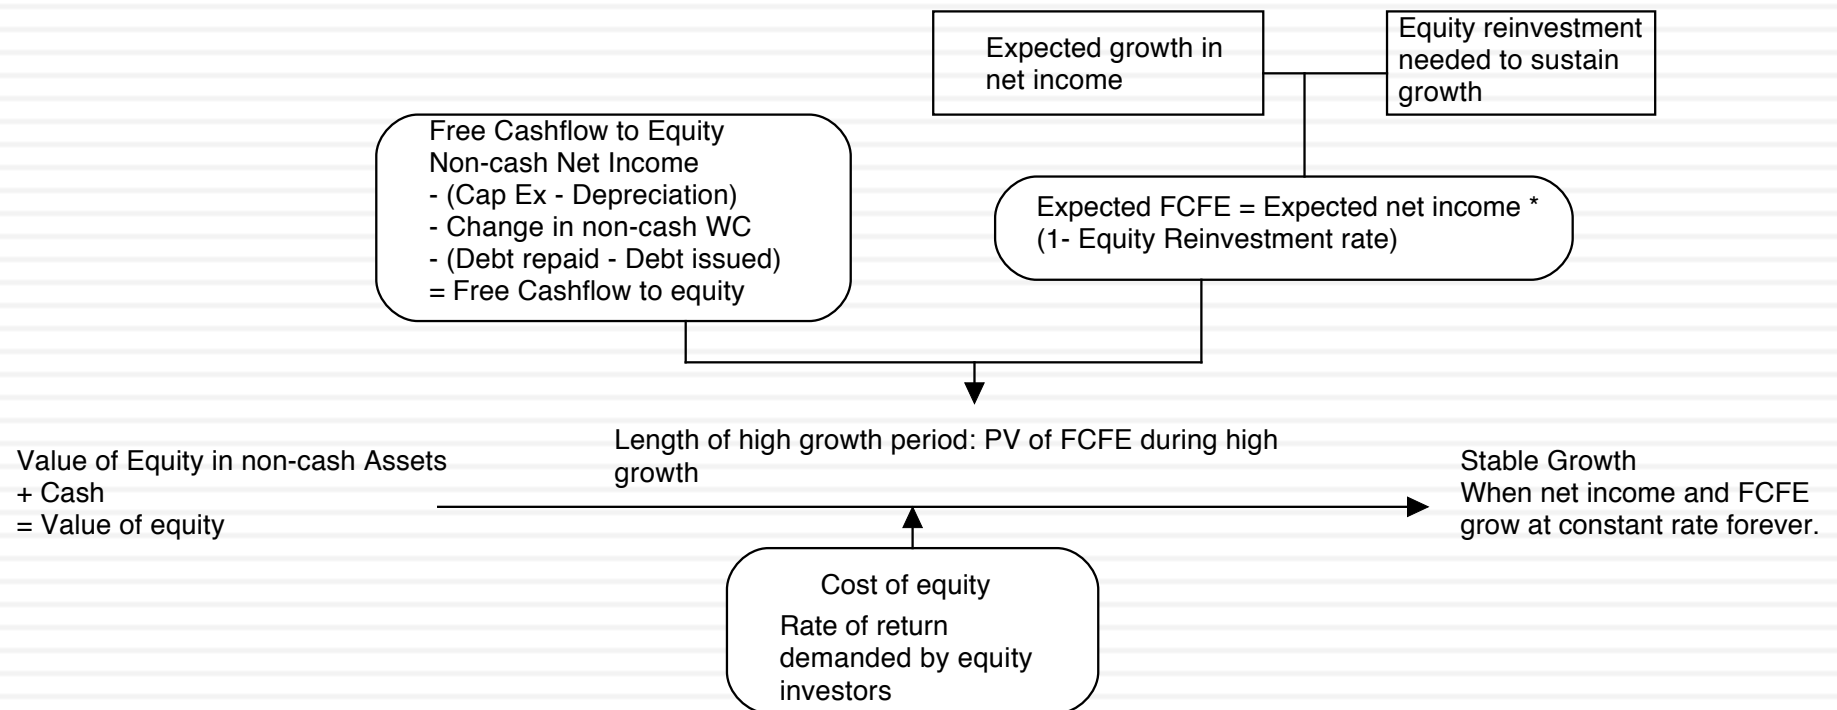 Expected growth in
net income
Equity reinvestment
needed to sustain
growth
Free Cashflow to Equity
Non-cash Net Income
- (Cap Ex - Depreciation)
- Change in non-cash WC
- (Debt repaid - Debt issued)
= Free Cashflow to equity
Expected FCFE = Expected net income *
(1- Equity Reinvestment rate)
Length of high growth period: PV of FCFE during high
growth
Value of Equity in non-cash Assets
+ Cash
= Value of equity
Stable Growth
When net income and FCFE
grow at constant rate forever.
Cost of equity
Rate of return
demanded by equity
investors